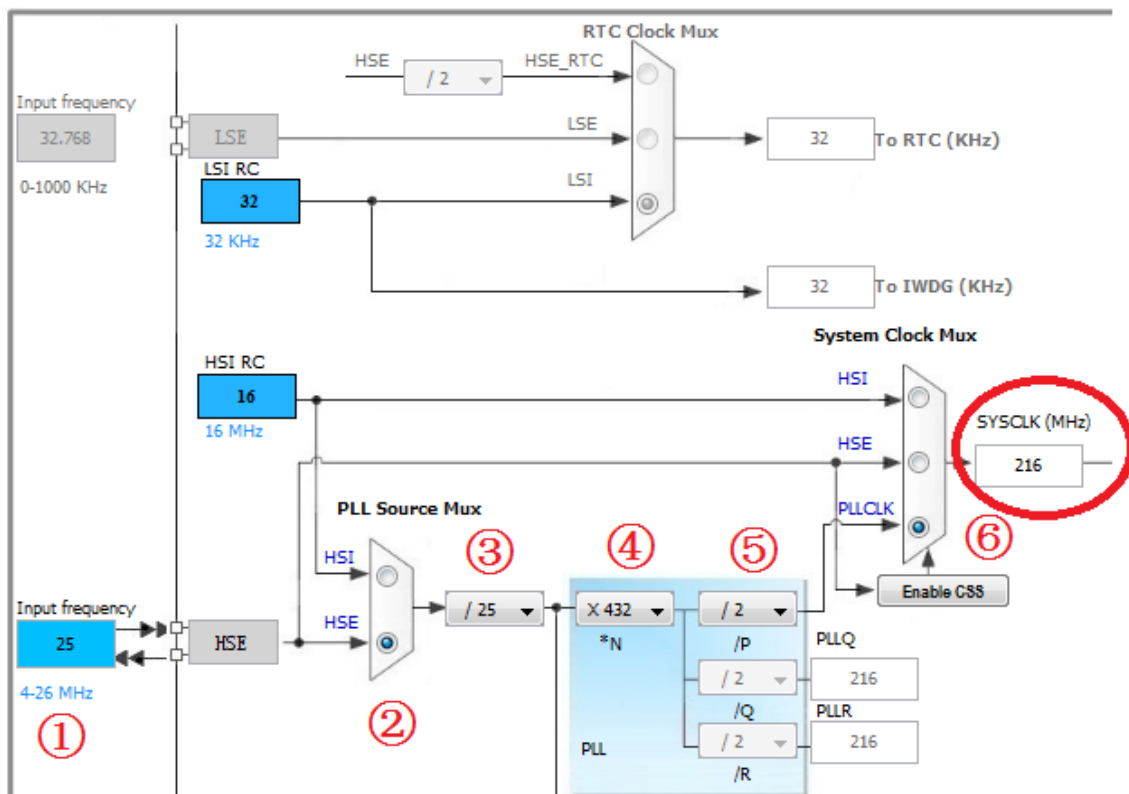 RTC Clock Mux
HSE
/ 2
HSE_RTC
Input frequency
32.768
0-1000 KHz
LSE
LSE
32
To RTC (KHz)
LSI RC
32
32 KHz
LSI
32
To IWDG (KHz)
System Clock Mux
HSI RC
16
16 MHz
HSI
SYSCLK (MHz)
HSE
216
PLL Source Mux
PLLCLK
③
④
⑤
⑥
HSI
Enable CSS
Input frequency
25
4-26 MHz
①
HSE
HSE
②
/ 25
X 432
*N
/ 2
/P
PLLQ
/ 2
216
/Q
PLLR
PLL
/ 2
216
/R